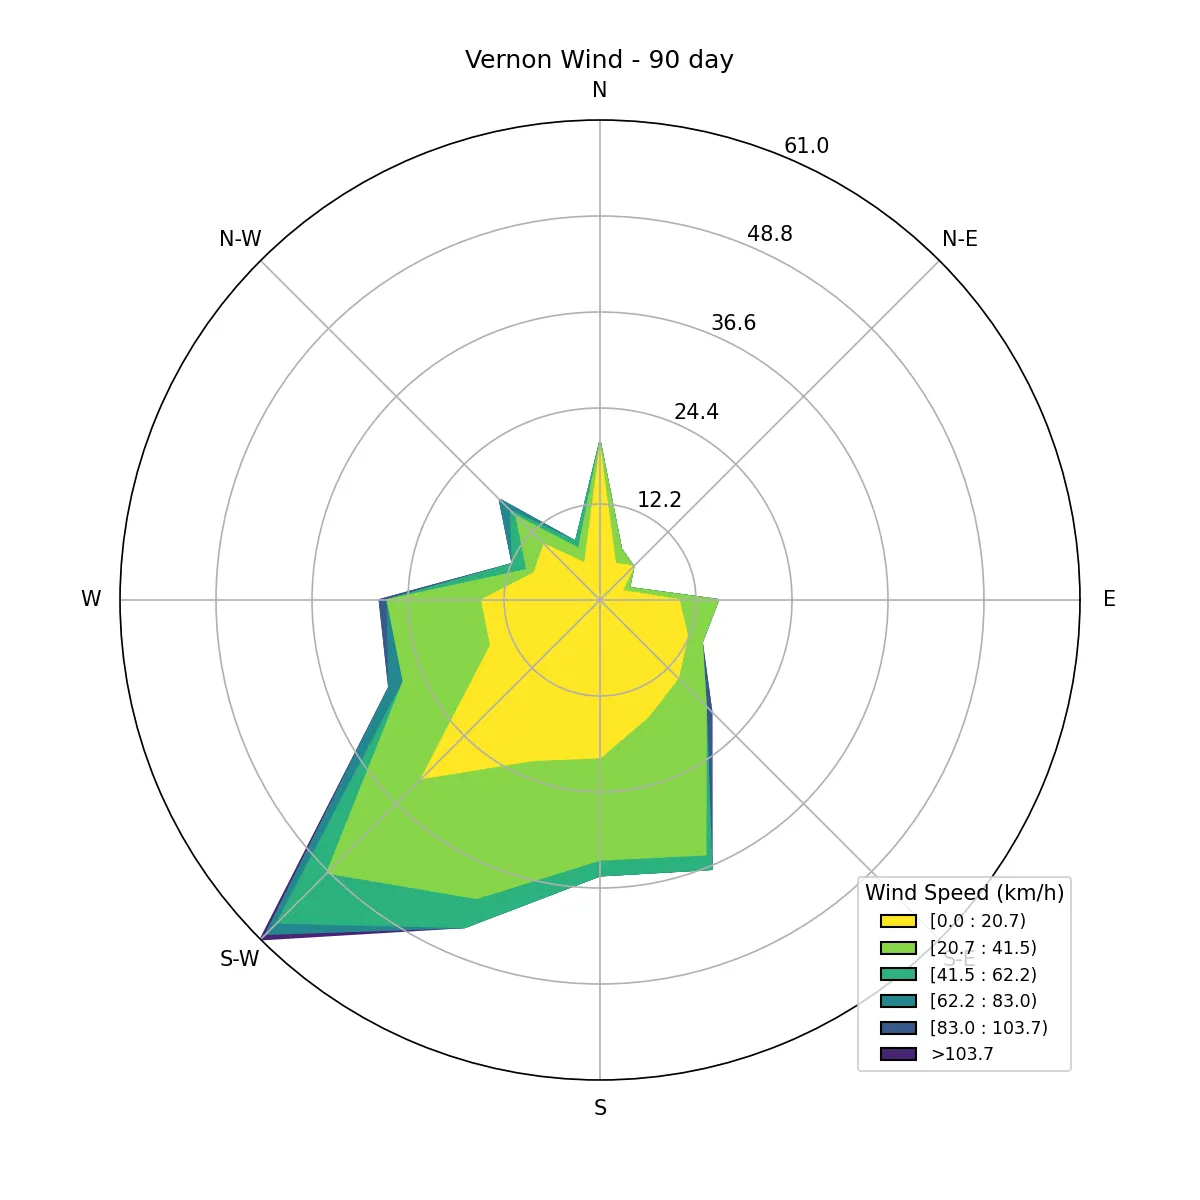 Vernon Wind - 90 day
N
61.0
N-W
N-E
48.8
36.6
24.4
12.2
W
E
S-W
S-E
S
Wind Speed (km/h)
[0.0 : 20.7)
[20.7 : 41.5)
[41.5 : 62.2)
[62.2 : 83.0)
[83.0 : 103.7)
>103.7